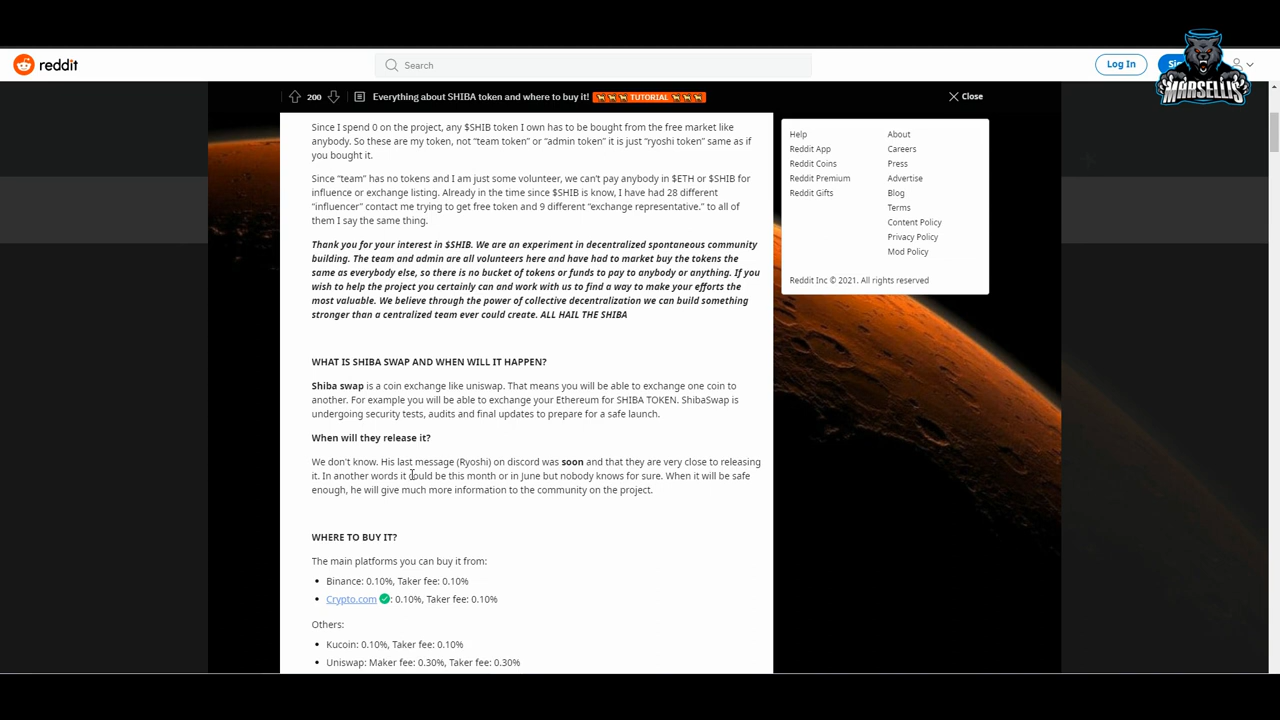 reddit
Search
Log In
MARSELLIS
200
Everything about SHIBA token and where to buy it!
TUTORIAL
Close
Since I spend 0 on the project, any $SHIB token I own has to be bought from the free market like
anybody. So these are my token, not “team token” or “admin token” it is just “ryoshi token” same as if
you bought it.
Since “team” has no tokens and I am just some volunteer, we can’t pay anybody in $ETH or $SHIB for
influence or exchange listing. Already in the time since $SHIB is know, I have had 28 different
“influencer” contact me trying to get free token and 9 different “exchange representative.” to all of
them I say the same thing.
Thank you for your interest in $SHIB. We are an experiment in decentralized spontaneous community
building. The team and admin are all volunteers here and have had to market buy the tokens the
same as everybody else, so there is no bucket of tokens or funds to pay to anybody or anything. If you
wish to help the project you certainly can and work with us to find a way to make your efforts the
most valuable. We believe through the power of collective decentralization we can build something
stronger than a centralized team ever could create. ALL HAIL THE SHIBA
WHAT IS SHIBA SWAP AND WHEN WILL IT HAPPEN?
Shiba swap is a coin exchange like uniswap. That means you will be able to exchange one coin to
another. For example you will be able to exchange your Ethereum for SHIBA TOKEN. ShibaSwap is
undergoing security tests, audits and final updates to prepare for a safe launch.
When will they release it?
We don't know. His last message (Ryoshi) on discord was soon and that they are very close to releasing
it. In another words it could be this month or in June but nobody knows for sure. When it will be safe
enough, he will give much more information to the community on the project.
WHERE TO BUY IT?
The main platforms you can buy it from:
Binance: 0.10%, Taker fee: 0.10%
Crypto.com : 0.10%, Taker fee: 0.10%
Others:
Kucoin: 0.10%, Taker fee: 0.10%
Uniswap: Maker fee: 0.30%, Taker fee: 0.30%
Help
Reddit App
Reddit Coins
Reddit Premium
Reddit Gifts
About
Careers
Press
Advertise
Blog
Terms
Content Policy
Privacy Policy
Mod Policy
Reddit Inc © 2021. All rights reserved